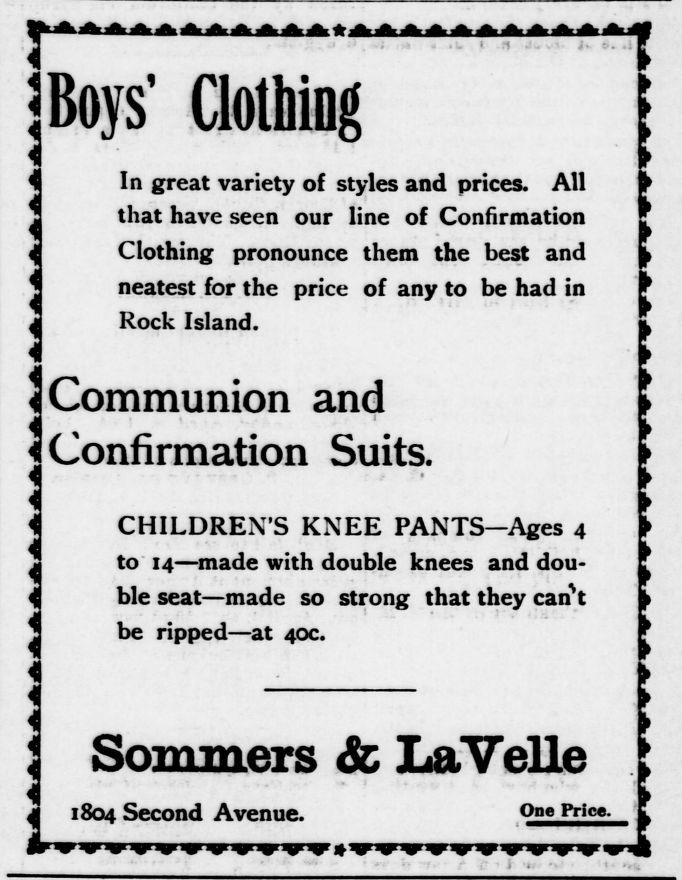 Boys' Clothing
In great variety of styles and prices. All
that have seen our line of Confirmation
Clothing pronounce them the best and
neatest for the price of any to be had in
Rock Island.
Communion and
Confirmation Suits.
CHILDREN'S KNEE PANTS—Ages 4
to 14—made with double knees and dou-
ble seat—made so strong that they can't
be ripped—at 40c.
Sommers & LaVelle
1804 Second Avenue.
One Price.